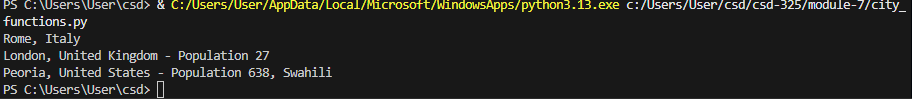 PS C:\Users\User\csd> & C:/Users/User/AppData/Local/Microsoft/WindowsApps/python3.13.exe c:/Users/User/csd/csd-325/module-7/city_
functions.py
Rome, Italy
London, United Kingdom - Population 27
Peoria, United States - Population 638, Swahili
PS C:\Users\User\csd>